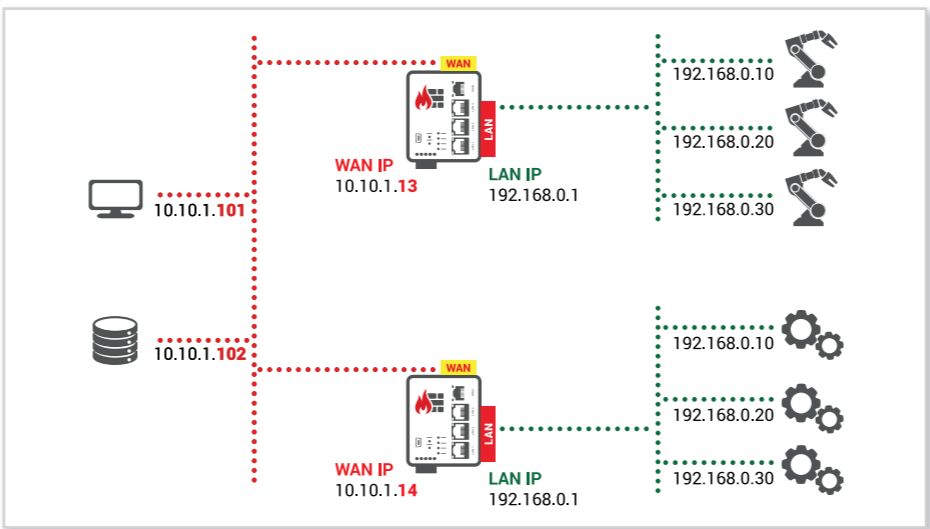 WAN
192.168.0.10
LAN
192.168.0.20
WAN IP
10.10.1.13
LAN IP
192.168.0.1
10.10.1.101
192.168.0.30
192.168.0.10
10.10.1.102
WAN
192.168.0.20
LAN
WAN IP
10.10.1.14
LAN IP
192.168.0.1
192.168.0.30